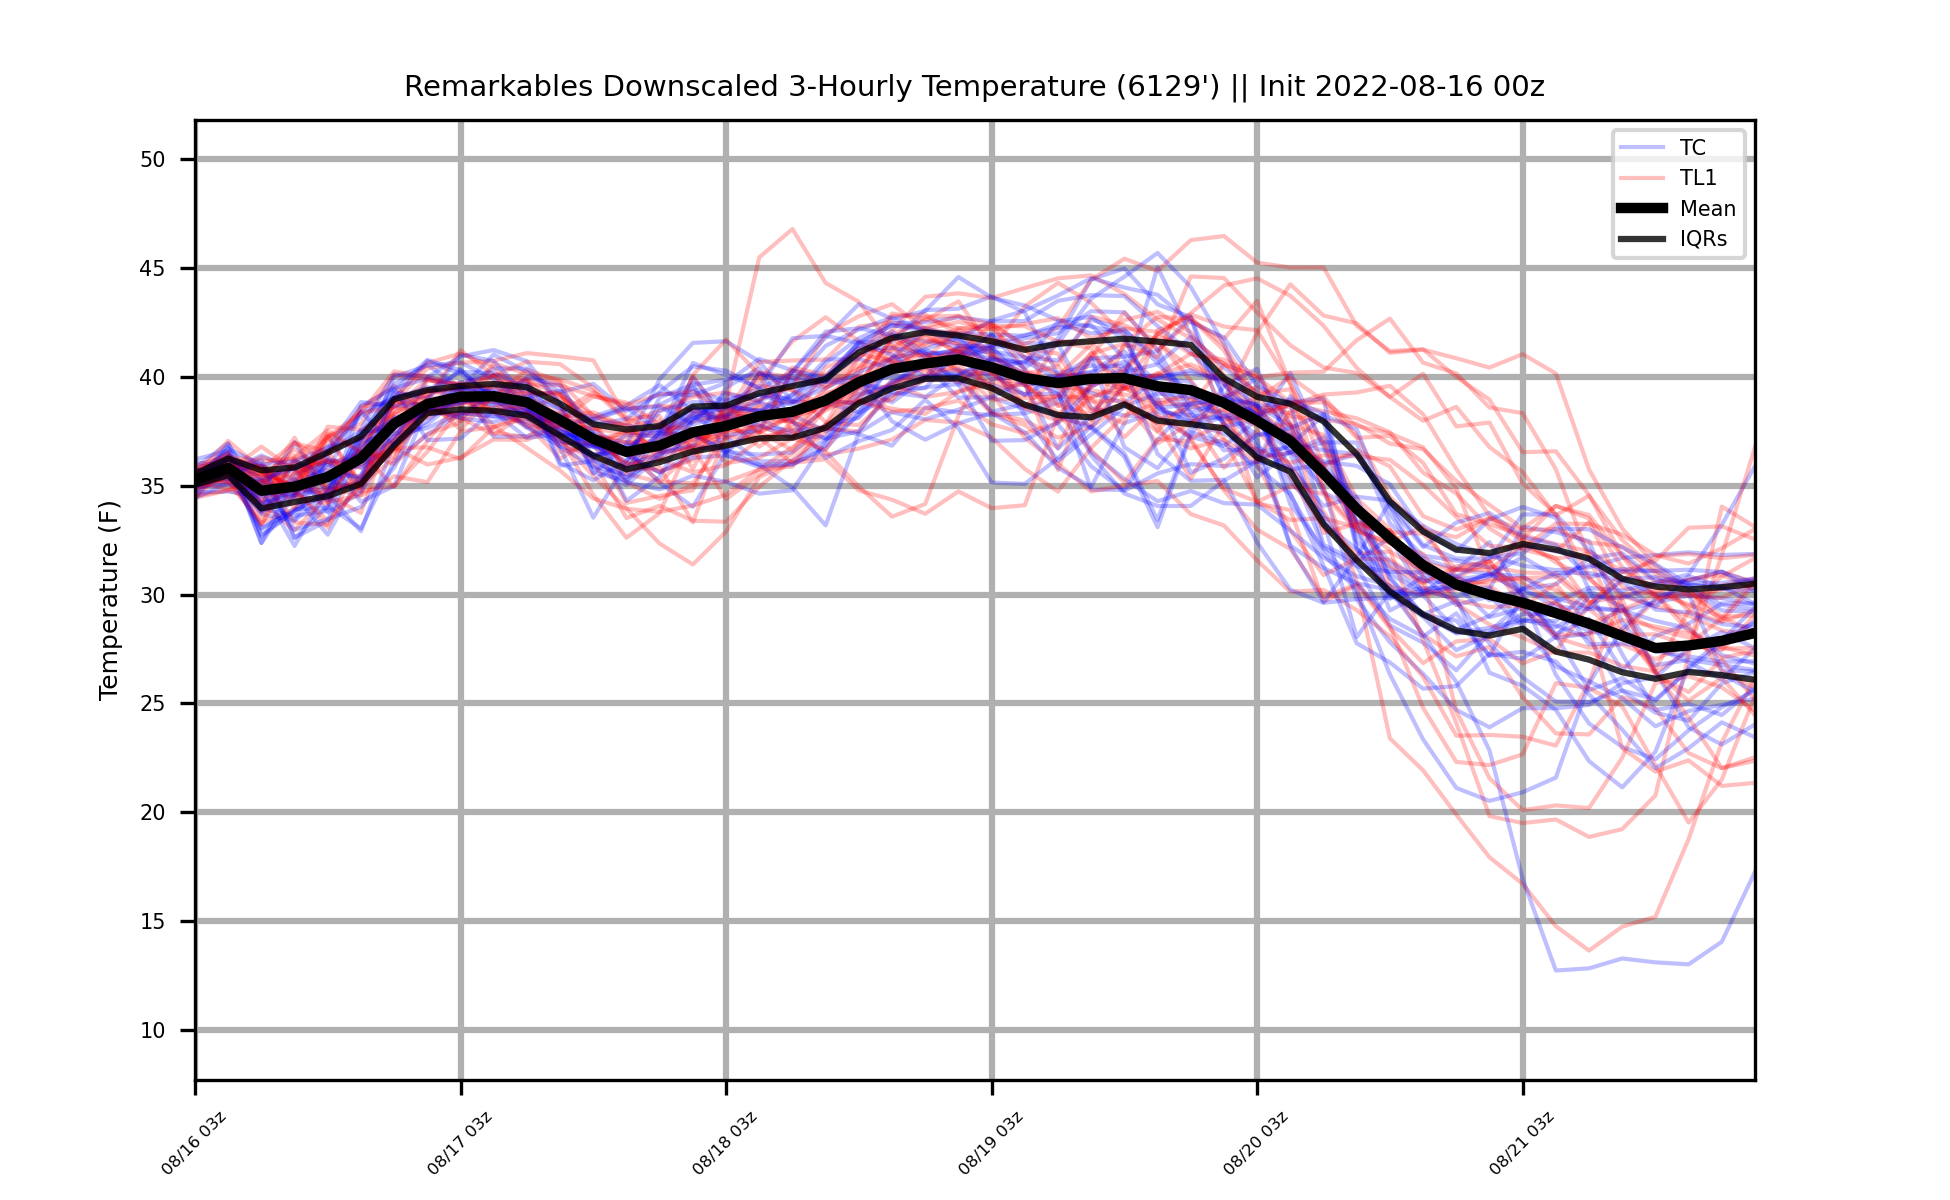 Remarkables Downscaled 3-Hourly Temperature (6129') || Init 2022-08-16 00z
TC
TL1
Mean
IQRs
Temperature (F)
50
45
40
35
30
25
20
15
10
08/16 03z
08/17 03z
08/18 03z
08/19 03z
08/20 03z
08/21 03z